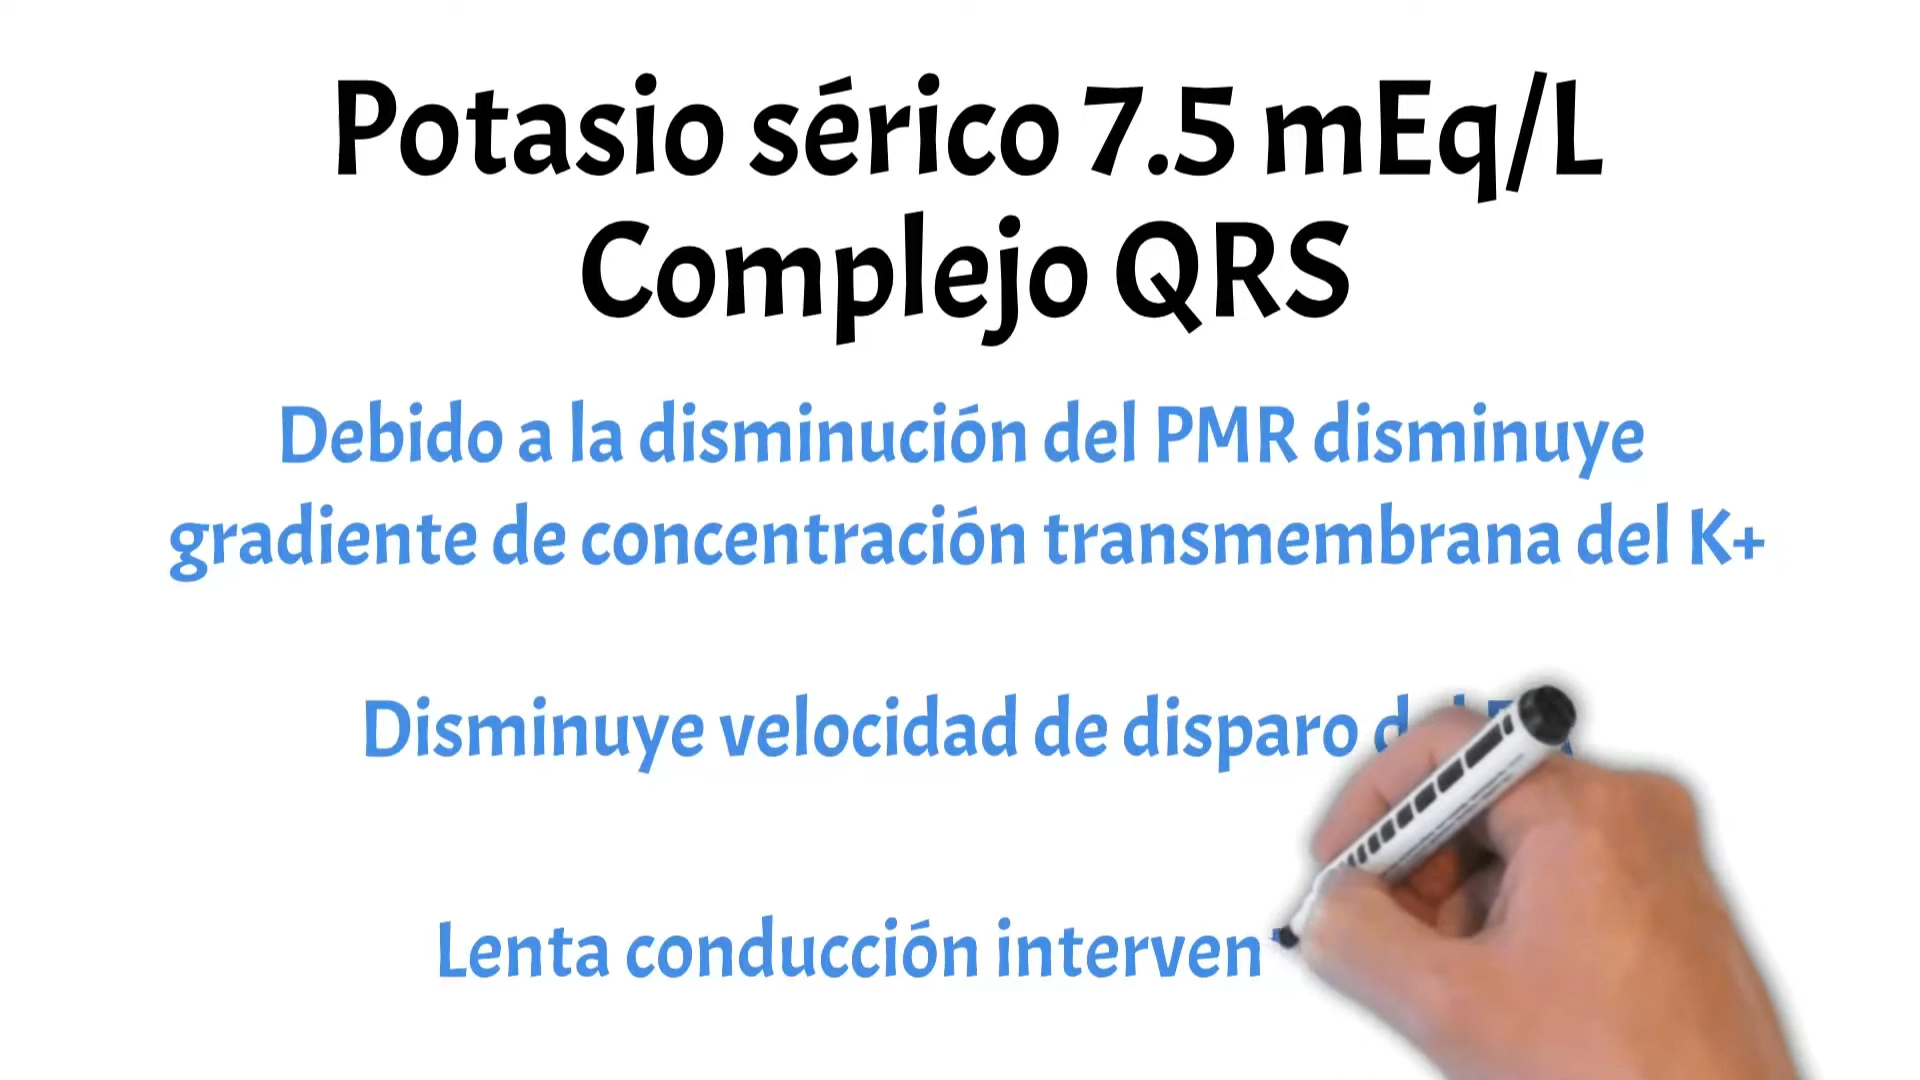 Potasio sérico 7.5 mEq/L
Complejo QRS
Debido a la disminución del PMR disminuye
gradiente de concentración transmembrana del K+
Disminuye velocidad de disparo
Lenta conducción interven